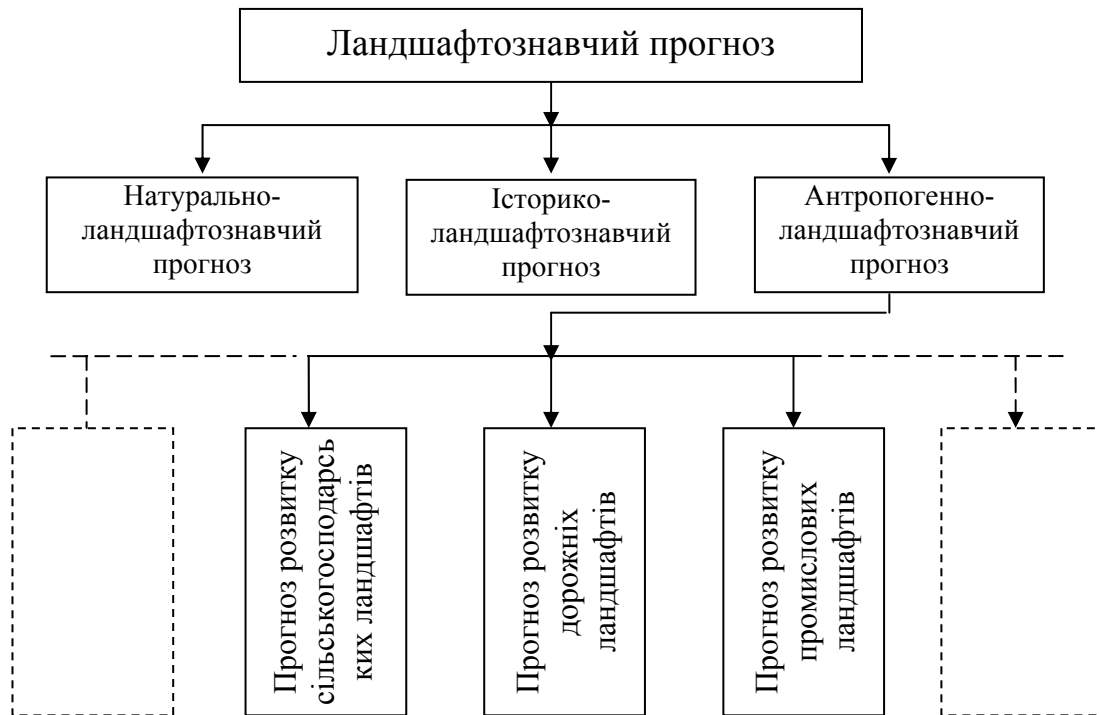 Ландшафтознавчий прогноз
Натурально-
ландшафтознавчий
прогноз
Історико-
ландшафтознавчий
прогноз
Антропогенно-
ландшафтознавчий
прогноз
Прогноз розвитку
сільськогосподарсь
ких ландшафтів
Прогноз розвитку
дорожніх
ландшафтів
Прогноз розвитку
промислових
ландшафтів